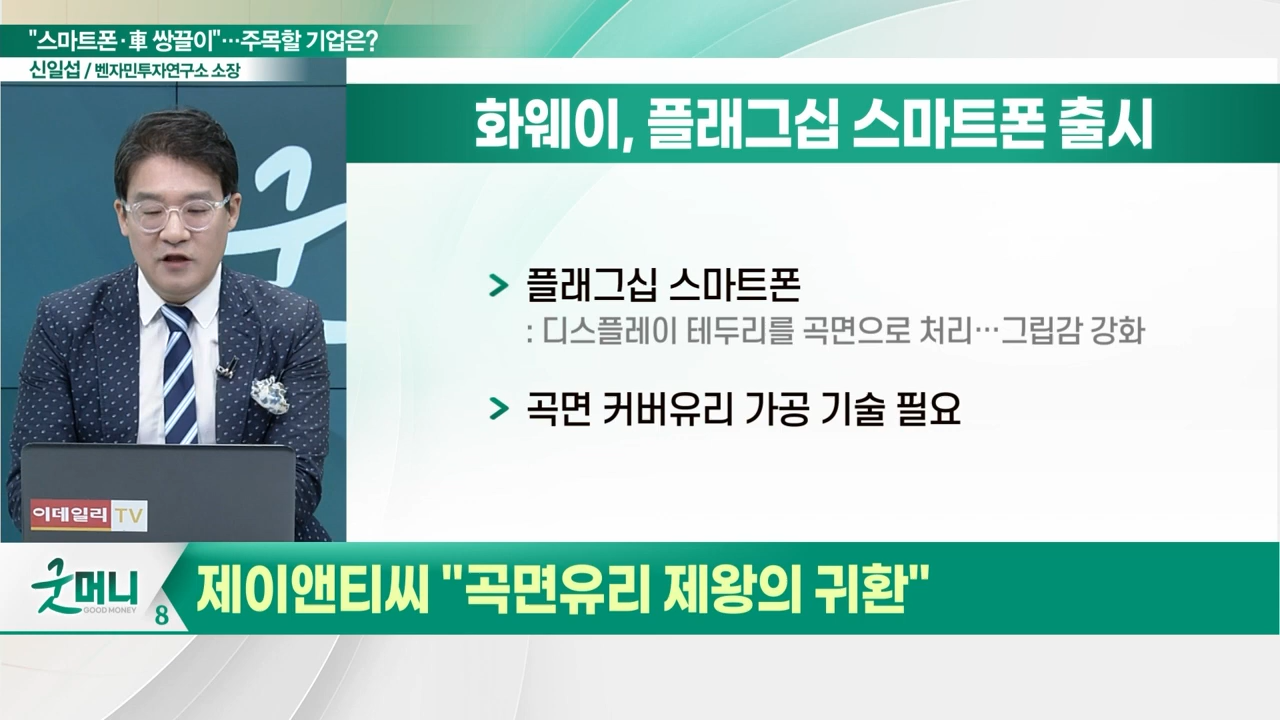 "스마트폰·車 쌍끌이"…주목할 기업은?
신일섭 / 벤자민투자연구소 소장
화웨이, 플래그십 스마트폰 출시
> 플래그십 스마트폰
: 디스플레이 테두리를 곡면으로 처리…그립감 강화
> 곡면 커버유리 가공 기술 필요
이데일리 TV
굿머니
GOOD MONEY
8
제이앤티씨 "곡면유리 제왕의 귀환"